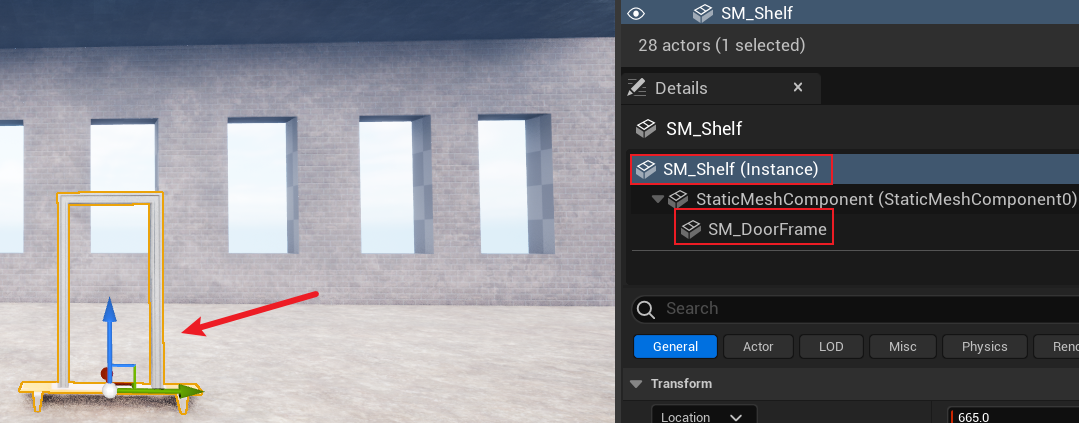 SM_Shelf
28 actors (1 selected)
Details
SM_Shelf
SM_Shelf (Instance)
StaticMeshComponent (StaticMeshComponent0)
SM_DoorFrame
Search
General Actor LOD Misc Physics
Transform
Location 665.0